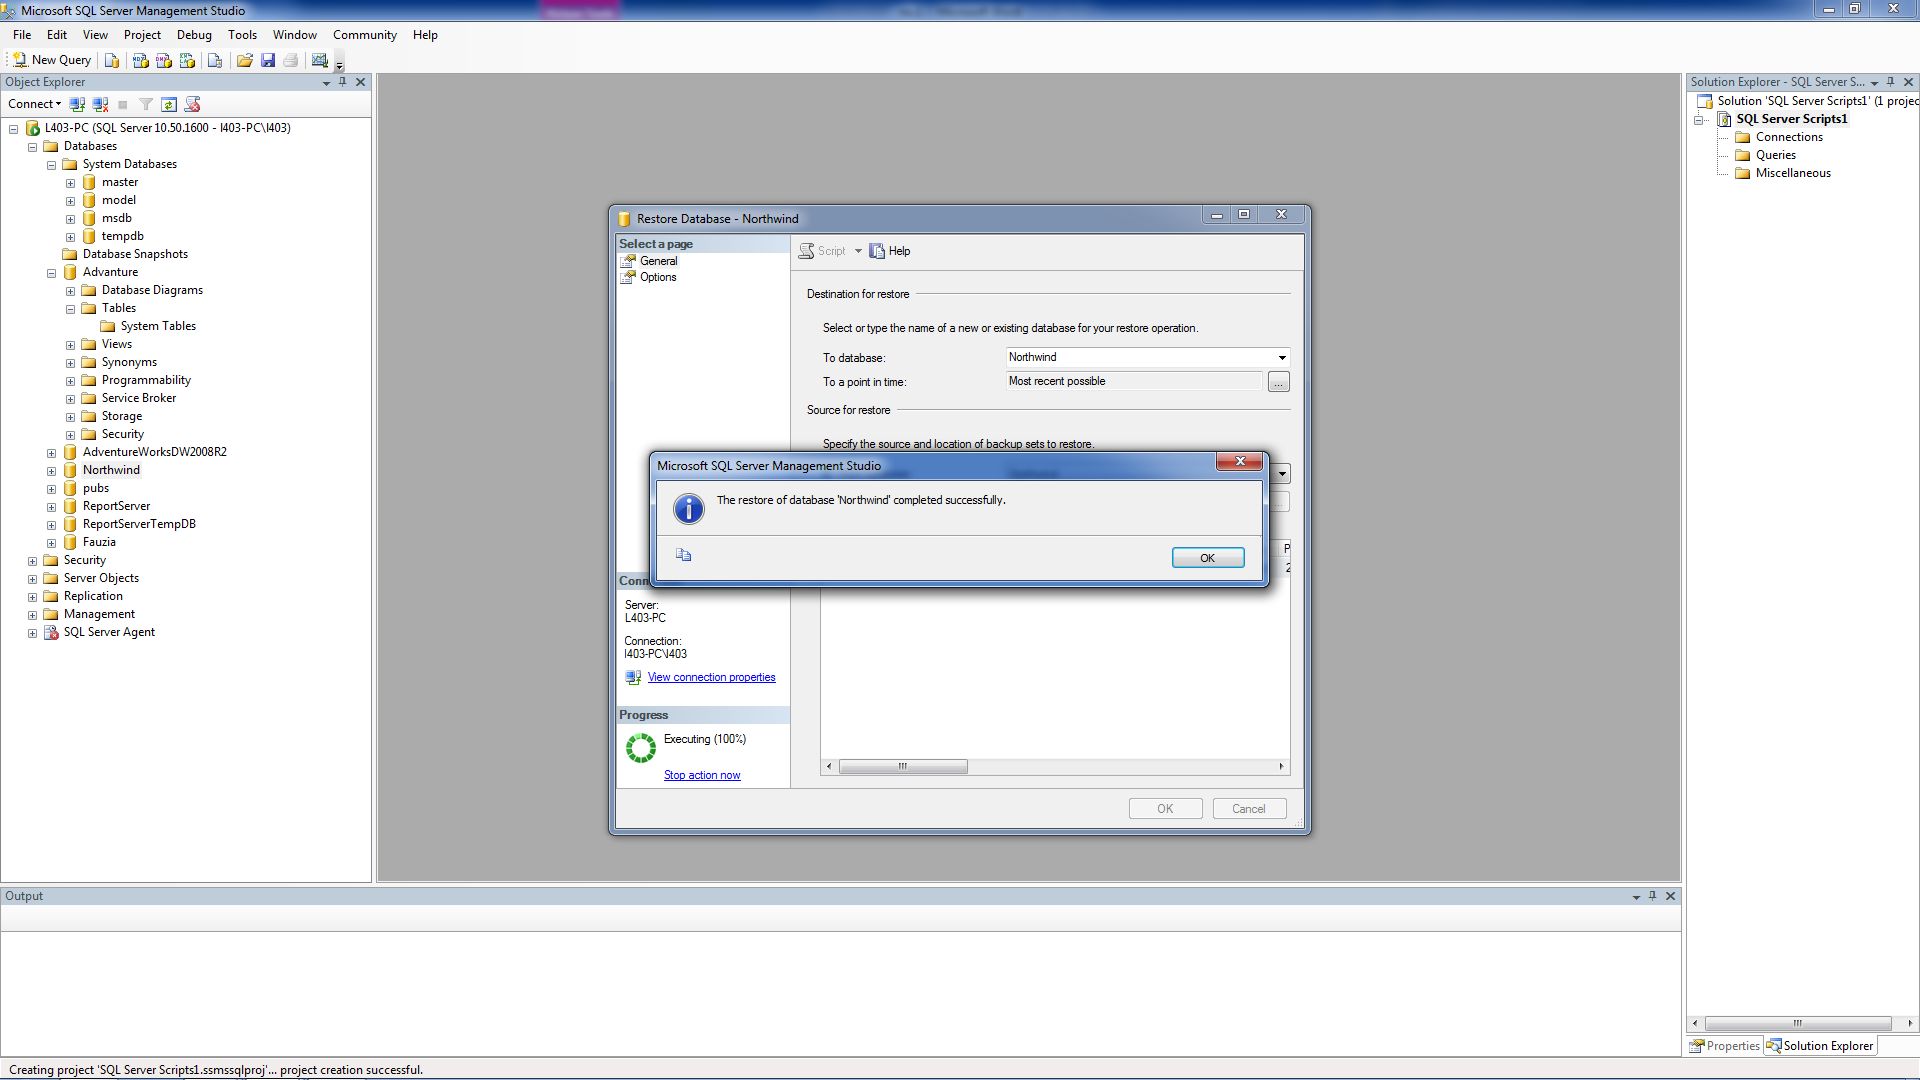 Microsoft SQL Server Management Studio
File Edit View Project Debug Tools Window Community Help
New Query
Object Explorer
Connect
L403-PC (SQL Server 10.50.1600 - l403-PC\l403)
Databases
System Databases
master
model
msdb
tempdb
Database Snapshots
Advanture
Database Diagrams
Tables
System Tables
Views
Synonyms
Programmability
Service Broker
Storage
Security
AdventureWorksDW2008R2
Northwind
pubs
ReportServer
ReportServerTempDB
Fauzia
Security
Server Objects
Replication
Management
SQL Server Agent
Restore Database - Northwind
Select a page
General
Options
Script Help
Destination for restore
Select or type the name of a new or existing database for your restore operation.
To database: Northwind
To a point in time: Most recent possible ...
Source for restore
Specify the source and location of backup sets to restore.
Microsoft SQL Server Management Studio
The restore of database 'Northwind' completed successfully.
OK
P
2
Conn
Server:
L403-PC
Connection:
l403-PC\l403
View connection properties
Progress
Executing (100%)
Stop action now
OK Cancel
Solution Explorer - SQL Server S...
Solution 'SQL Server Scripts1' (1 projec
SQL Server Scripts1
Connections
Queries
Miscellaneous
Properties Solution Explorer
Output
Creating project 'SQL Server Scripts1.ssmssqlproj'... project creation successful.